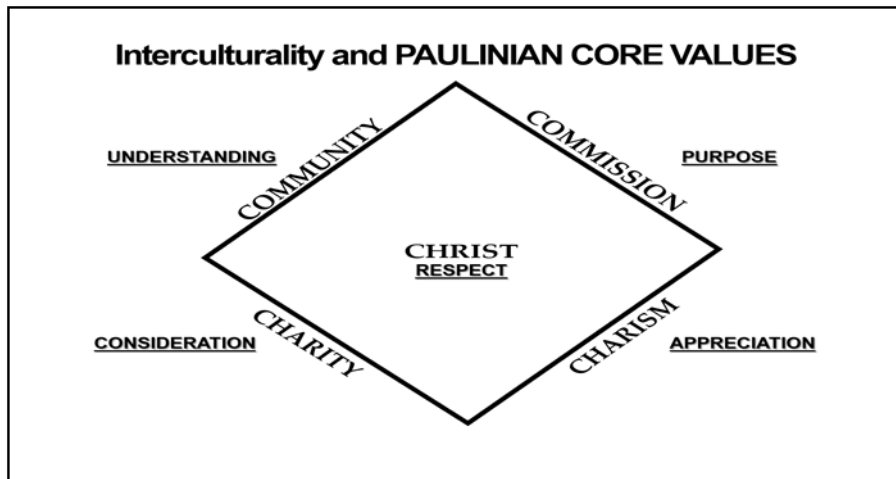 Interculturality and PAULINIAN CORE VALUES
COMMUNITY
COMMISSION
UNDERSTANDING
PURPOSE
CHRIST
RESPECT
CHARITY
CHARISM
CONSIDERATION
APPRECIATION